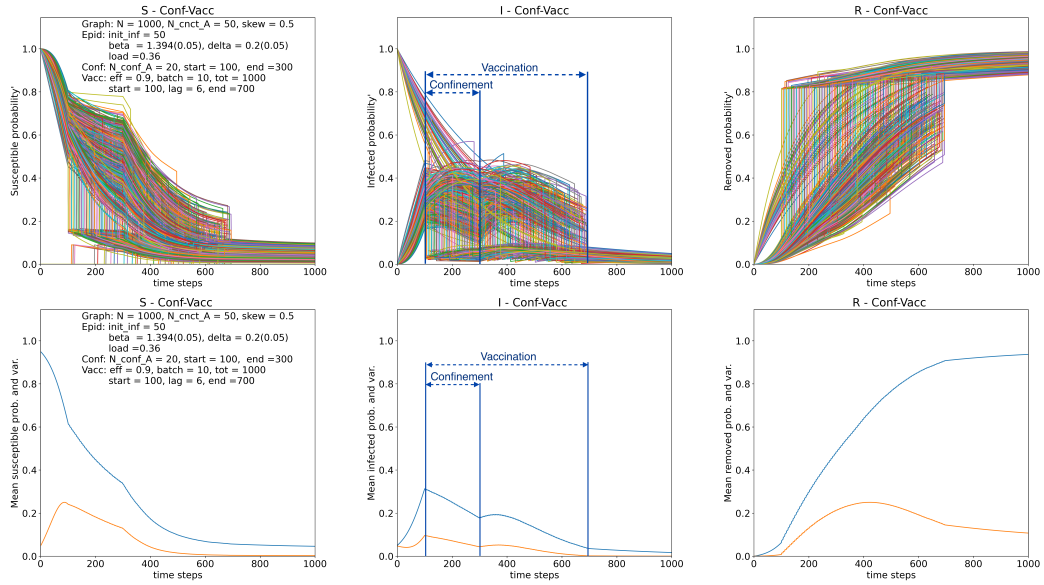 S - Conf-Vacc
Graph: N = 1000, N_cnct_A = 50, skew = 0.5
Epid: init_inf = 50
beta = 1.394(0.05), delta = 0.2(0.05)
load =0.36
Conf: N_conf_A = 20, start = 100, end =300
Vacc: eff = 0.9, batch = 10, tot = 1000
start = 100, lag = 6, end =700
Susceptible probability'
1.0
0.8
0.6
0.4
0.2
0.0
0
200
400
600
800
1000
time steps
I - Conf-Vacc
Vaccination
Confinement
Infected probability'
1.0
0.8
0.6
0.4
0.2
0.0
0
200
400
600
800
1000
time steps
R - Conf-Vacc
Removed probability'
1.0
0.8
0.6
0.4
0.2
0.0
0
200
400
600
800
1000
time steps
S - Conf-Vacc
Graph: N = 1000, N_cnct_A = 50, skew = 0.5
Epid: init_inf = 50
beta = 1.394(0.05), delta = 0.2(0.05)
load =0.36
Conf: N_conf_A = 20, start = 100, end =300
Vacc: eff = 0.9, batch = 10, tot = 1000
start = 100, lag = 6, end =700
Mean susceptible prob. and var.
1.0
0.8
0.6
0.4
0.2
0.0
0
200
400
600
800
1000
time steps
I - Conf-Vacc
Vaccination
Confinement
Mean infected prob. and var.
1.0
0.8
0.6
0.4
0.2
0.0
0
200
400
600
800
1000
time steps
R - Conf-Vacc
Mean removed prob. and var.
1.0
0.8
0.6
0.4
0.2
0.0
0
200
400
600
800
1000
time steps